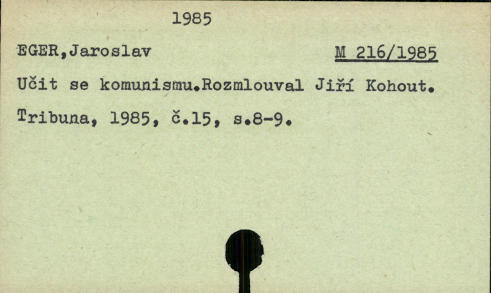 1985
EGER,Jaroslav M 216/1985
Učit se komunismu.Rozmlouval Jiří Kohout.
Tribuna, 1985, č.15, s.8-9.